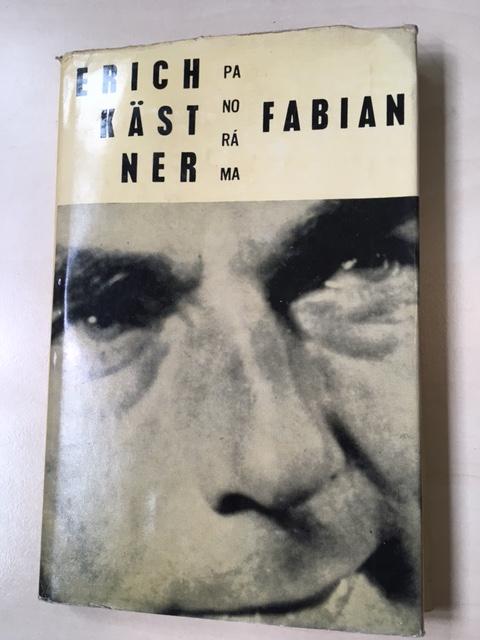 ERICH
KÄST
NER
PA
NO
RÁ
MA
FABIAN